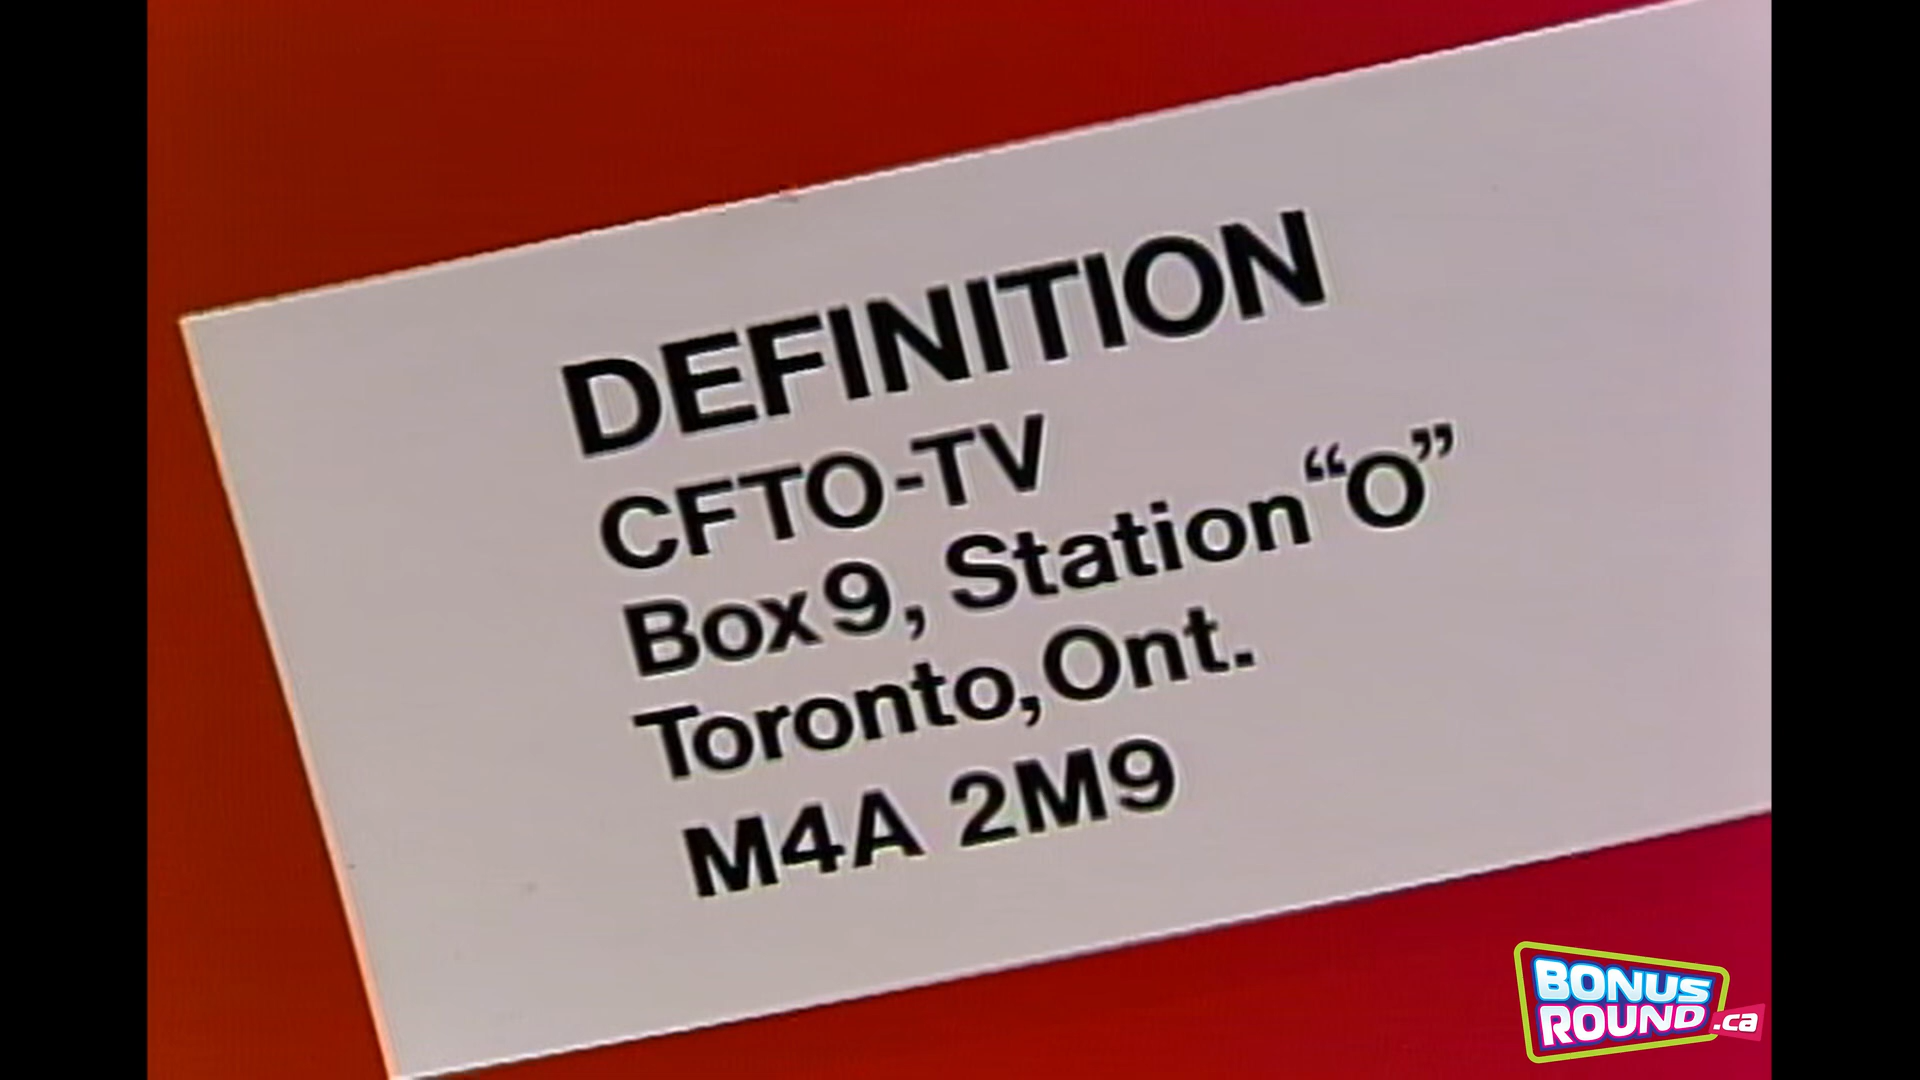 DEFINITION
CFTO-TV
Box 9, Station “O”
Toronto, Ont.
M4A 2M9
BONUS
ROUND.ca